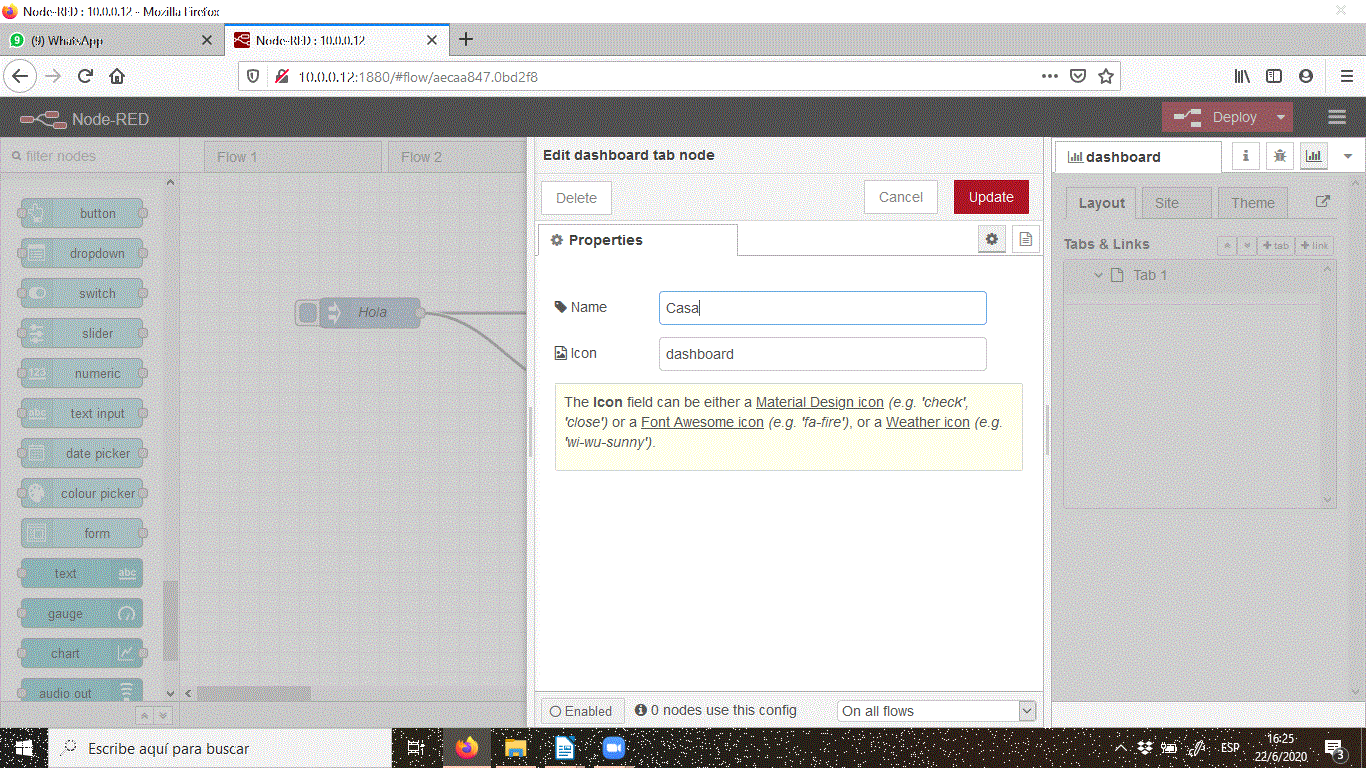 Node-RED : 10.0.0.12 - Mozilla Firefox
(9) WhatsApp
Node-RED : 10.0.0.12
10.0.0.12:1880/#flow/aecaa847.0bd2f8
Node-RED
Deploy
filter nodes
Flow 1
Flow 2
button
dropdown
switch
slider
numeric
text input
date picker
colour picker
form
text
gauge
chart
audio out
Hola
Edit dashboard tab node
Delete
Cancel
Update
Properties
Name
Casa
Icon
dashboard
The Icon field can be either a Material Design icon (e.g. 'check',
'close') or a Font Awesome icon (e.g. 'fa-fire'), or a Weather icon (e.g.
'wi-wu-sunny').
Enabled
0 nodes use this config
On all flows
dashboard
Layout
Site
Theme
Tabs & Links
+ tab
+ link
Tab 1
Escribe aquí para buscar
ESP
16:25
22/6/2020
3